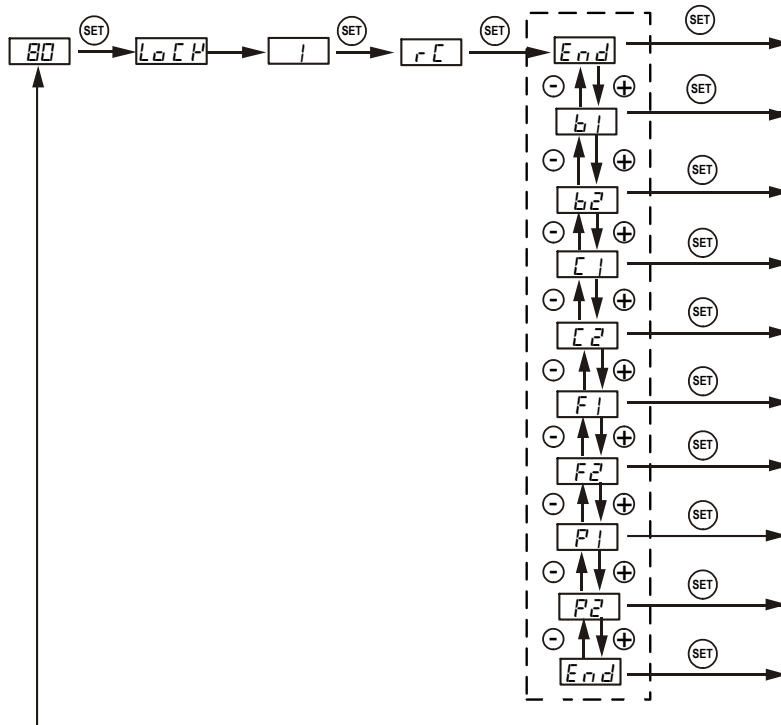 SET SET SET SET
80 LoCK 1 rC End
- + SET
b1
- + SET
b2
- + SET
C1
- + SET
C2
- + SET
F1
- + SET
F2
- + SET
P1
- + SET
P2
- + SET
End